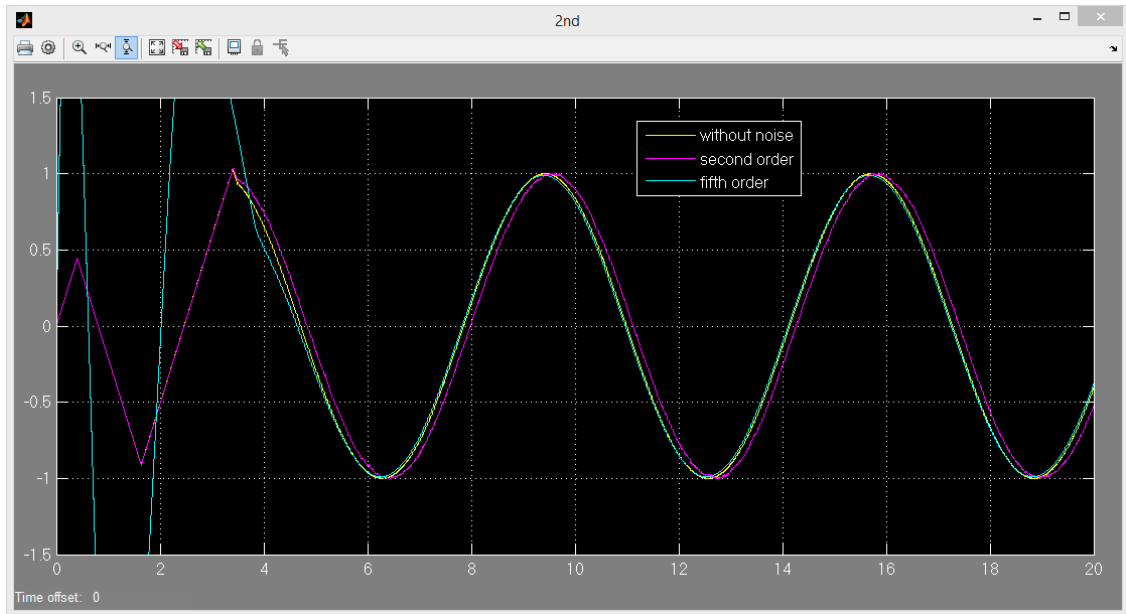 2nd
1.5
1
0.5
0
-0.5
-1
-1.5
without noise
second order
fifth order
0 2 4 6 8 10 12 14 16 18 20
Time offset: 0